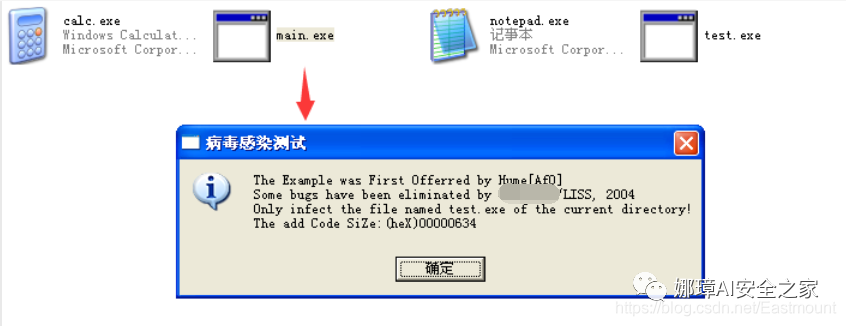 calc.exe
Windows Calculat...
Microsoft Corpor...
main.exe
notepad.exe
记事本
Microsoft Corpor...
test.exe
病毒感染测试
The Example was First Offerred by Hume[AfO]
Some bugs have been eliminated by 'LISS, 2004
Only infect the file named test.exe of the current directory!
The add Code SiZe:(heX)00000634
确定
娜璋AI安全之家
https://blog.csdn.net/Eastmount